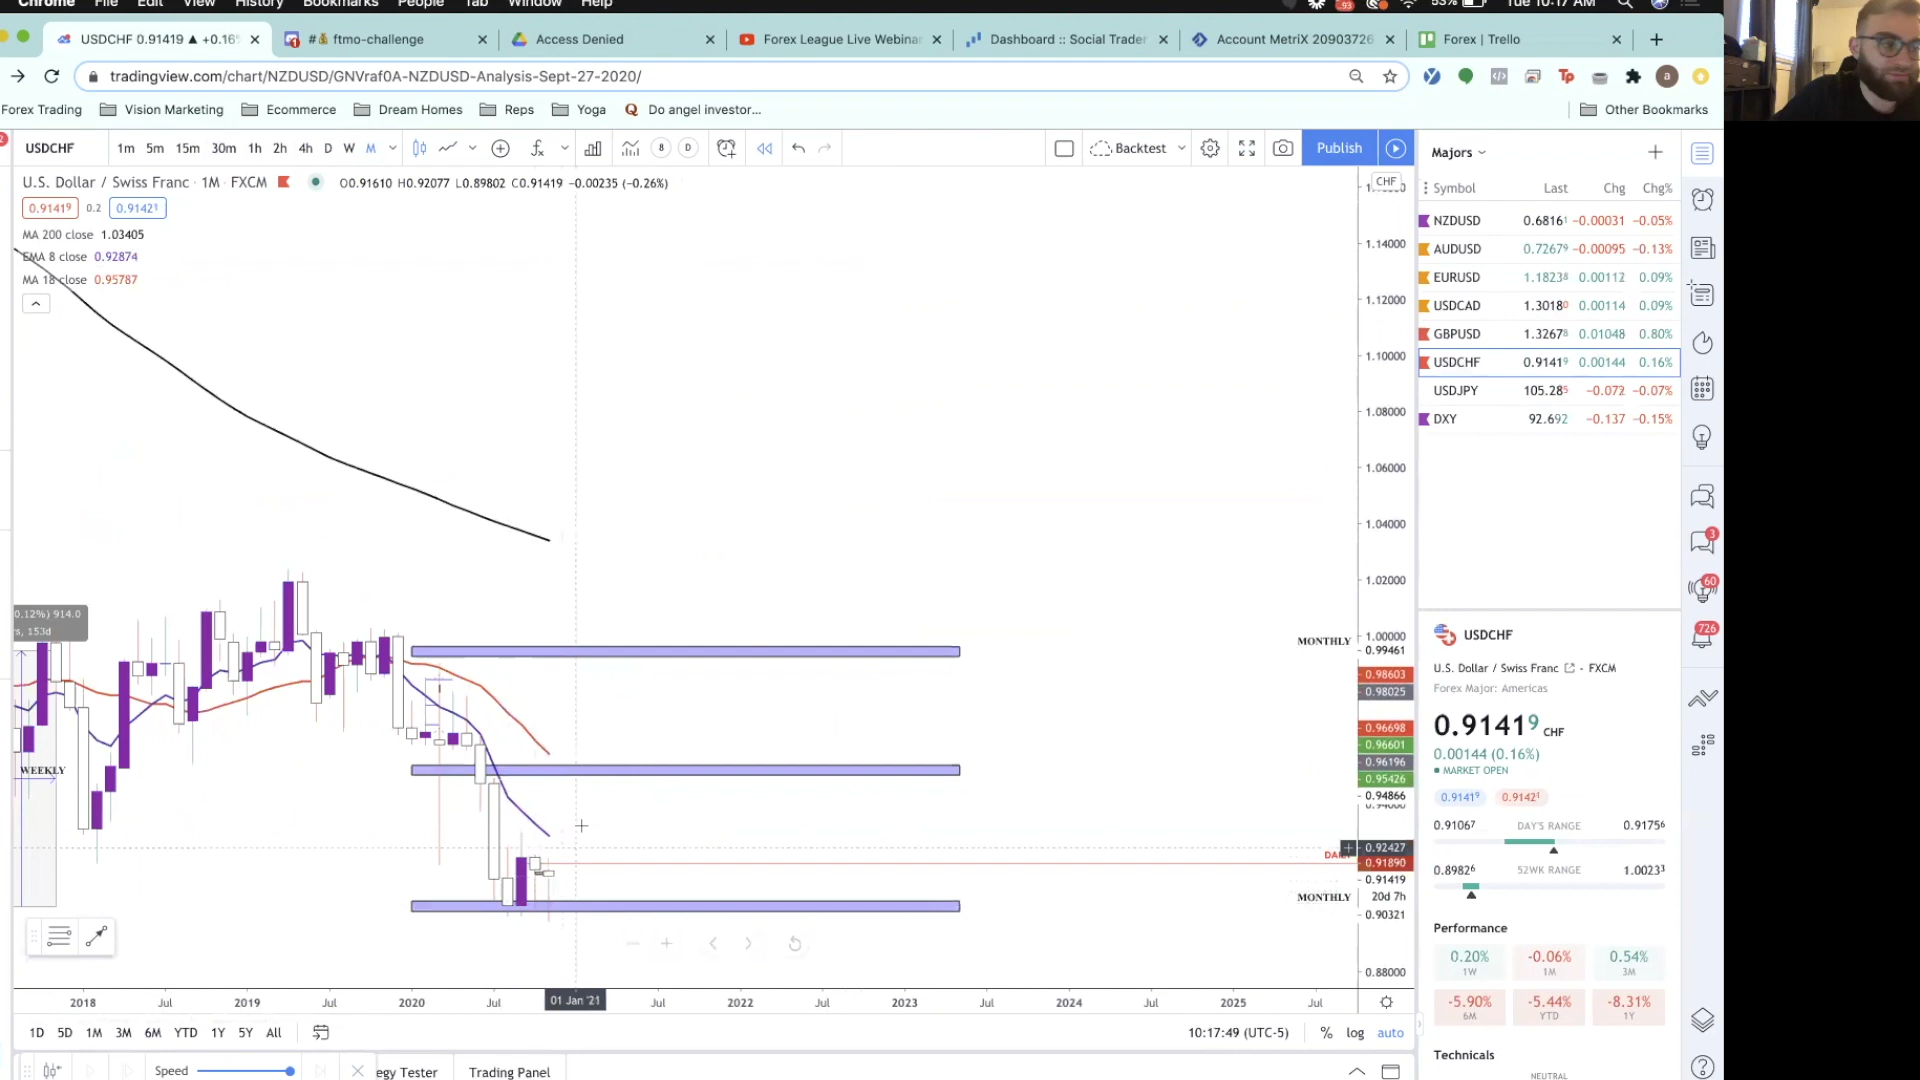 Chrome File Edit View History Bookmarks People Tab Window Help 93 53% Tue 10:17 AM
USDCHF 0.91419 ▲ +0.16 #💰 ftmo-challenge Access Denied Forex League Live Webinar Dashboard :: Social Trader Account MetriX 20903726 Forex | Trello
tradingview.com/chart/NZDUSD/GNVraf0A-NZDUSD-Analysis-Sept-27-2020/
Forex Trading Vision Marketing Ecommerce Dream Homes Reps Yoga Do angel investor... Other Bookmarks
USDCHF 1m 5m 15m 30m 1h 2h 4h D W M 8 D Backtest Publish Majors
U.S. Dollar / Swiss Franc · 1M · FXCM O0.91610 H0.92077 L0.89802 C0.91419 −0.00235 (−0.26%)
0.91419 0.2 0.91421
MA 200 close 1.03405
EMA 8 close 0.92874
MA 18 close 0.95787
CHF
1.14000
1.12000
1.10000
1.08000
1.06000
1.04000
1.02000
1.00000
0.99461
0.98603
0.98025
0.96698
0.96601
0.96196
0.95426
0.94866
0.92427
0.91890
0.91419
20d 7h
0.90321
0.88000
0.12%) 914.0
rs, 153d
WEEKLY
MONTHLY
MONTHLY
2018 Jul 2019 Jul 2020 Jul 01 Jan '21 Jul 2022 Jul 2023 Jul 2024 Jul 2025 Jul
1D 5D 1M 3M 6M YTD 1Y 5Y All 10:17:49 (UTC-5) % log auto
Speed egy Tester Trading Panel
Symbol Last Chg Chg%
NZDUSD 0.68161 −0.00031 −0.05%
AUDUSD 0.72679 −0.00095 −0.13%
EURUSD 1.18238 0.00112 0.09%
USDCAD 1.30180 0.00114 0.09%
GBPUSD 1.32678 0.01048 0.80%
USDCHF 0.91419 0.00144 0.16%
USDJPY 105.285 −0.072 −0.07%
DXY 92.692 −0.137 −0.15%
USDCHF
U.S. Dollar / Swiss Franc · FXCM
Forex Major: Americas
0.91419 CHF
0.00144 (0.16%)
MARKET OPEN
0.91419 0.91421
0.91067 DAY'S RANGE 0.91756
0.89826 52WK RANGE 1.00233
Performance
0.20% -0.06% 0.54%
1W 1M 3M
-5.90% -5.44% -8.31%
6M YTD 1Y
Technicals
NEUTRAL
3
60
726